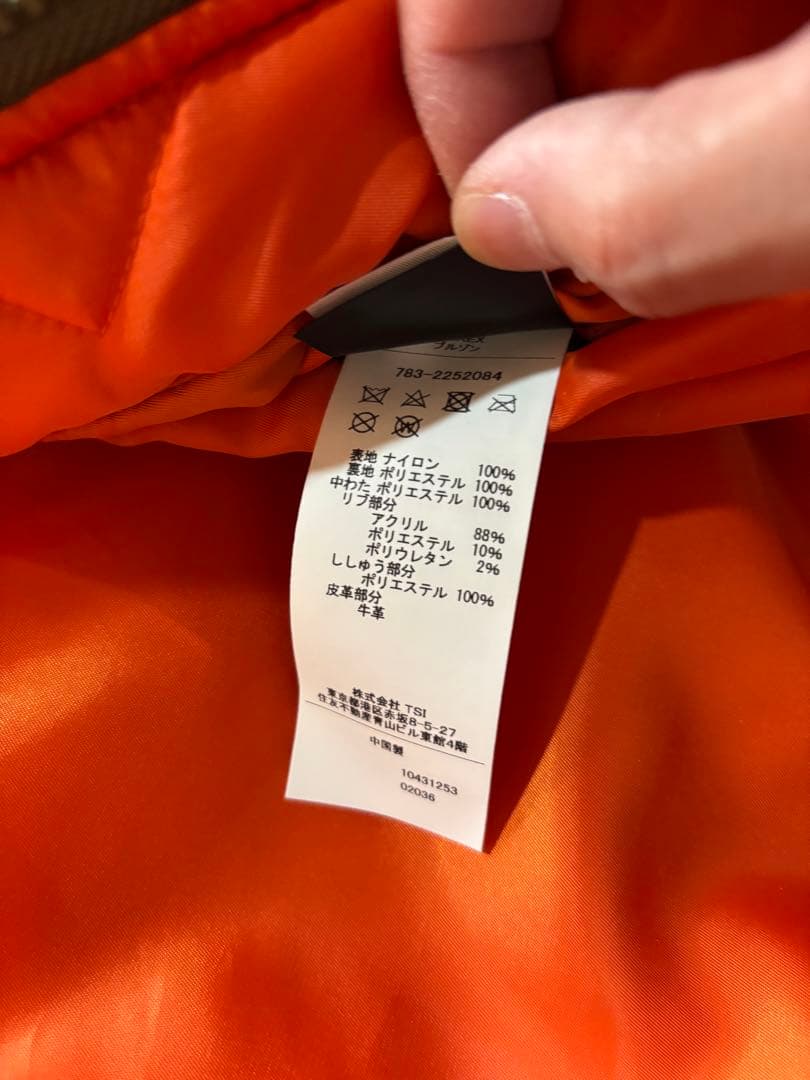 ブルゾン
783-2252084
W
表地 ナイロン 100%
裏地 ポリエステル 100%
中わた ポリエステル 100%
リブ部分
アクリル 88%
ポリエステル 10%
ポリウレタン 2%
ししゅう部分
ポリエステル 100%
皮革部分
牛革
株式会社 TSI
東京都港区赤坂8-5-27
住友不動産青山ビル東館4階
中国製
10431253
02036